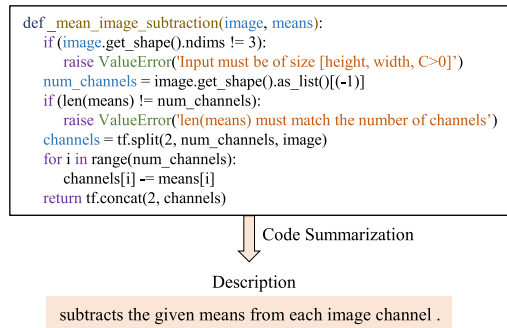 def _mean_image_subtraction(image, means):
if (image.get_shape().ndims != 3):
raise ValueError('Input must be of size [height, width, C>0]')
num_channels = image.get_shape().as_list()[(-1)]
if (len(means) != num_channels):
raise ValueError('len(means) must match the number of channels')
channels = tf.split(2, num_channels, image)
for i in range(num_channels):
channels[i] -= means[i]
return tf.concat(2, channels)
Code Summarization
Description
subtracts the given means from each image channel .